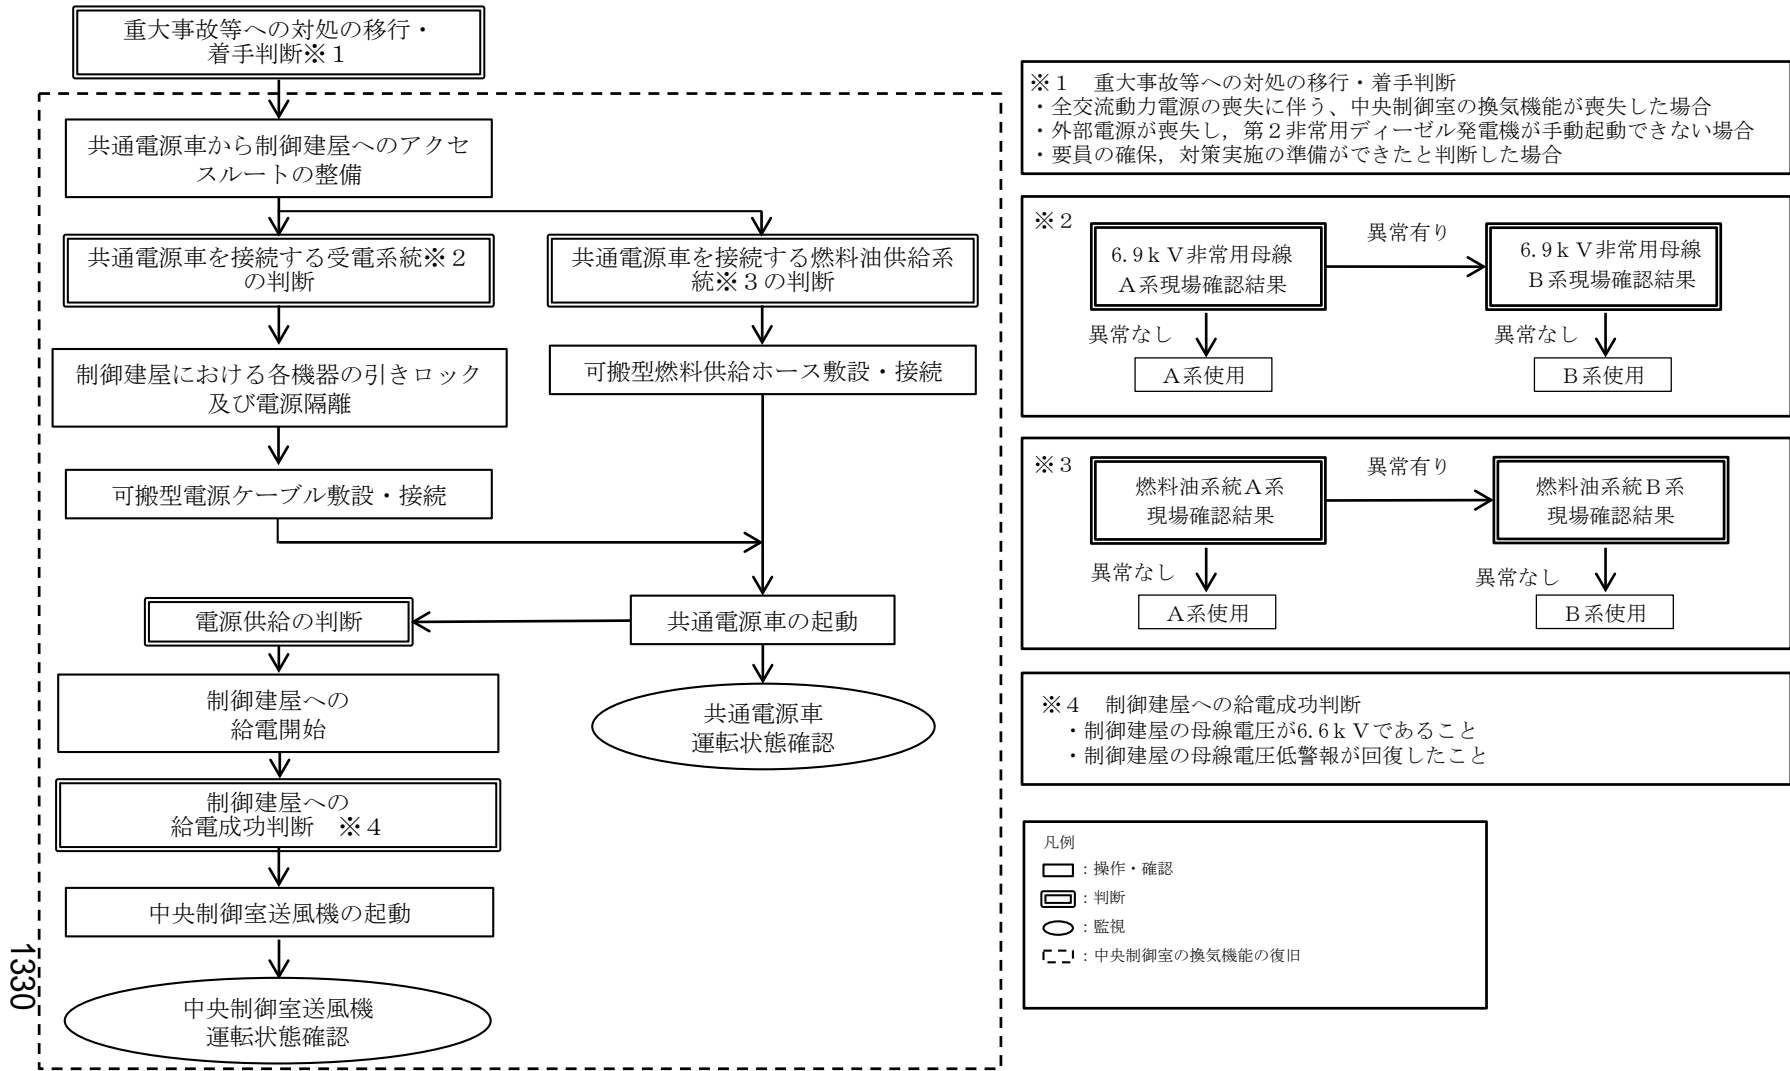 重大事故等への対処の移行・
着手判断※１
共通電源車から制御建屋へのアクセ
スルートの整備
共通電源車を接続する受電系統※２
の判断
共通電源車を接続する燃料油供給系
統※３の判断
制御建屋における各機器の引きロック
及び電源隔離
可搬型燃料供給ホース敷設・接続
可搬型電源ケーブル敷設・接続
電源供給の判断
共通電源車の起動
制御建屋への
給電開始
共通電源車
運転状態確認
制御建屋への
給電成功判断　※４
中央制御室送風機の起動
中央制御室送風機
運転状態確認
1330
※１　重大事故等への対処の移行・着手判断
・全交流動力電源の喪失に伴う、中央制御室の換気機能が喪失した場合
・外部電源が喪失し，第２非常用ディーゼル発電機が手動起動できない場合
・要員の確保，対策実施の準備ができたと判断した場合
※２
6.9ｋＶ非常用母線
Ａ系現場確認結果
異常有り
6.9ｋＶ非常用母線
Ｂ系現場確認結果
異常なし
異常なし
Ａ系使用
Ｂ系使用
※３
燃料油系統Ａ系
現場確認結果
異常有り
燃料油系統Ｂ系
現場確認結果
異常なし
異常なし
Ａ系使用
Ｂ系使用
※４　制御建屋への給電成功判断
・制御建屋の母線電圧が6.6ｋＶであること
・制御建屋の母線電圧低警報が回復したこと
凡例
：操作・確認
：判断
：監視
：中央制御室の換気機能の復旧